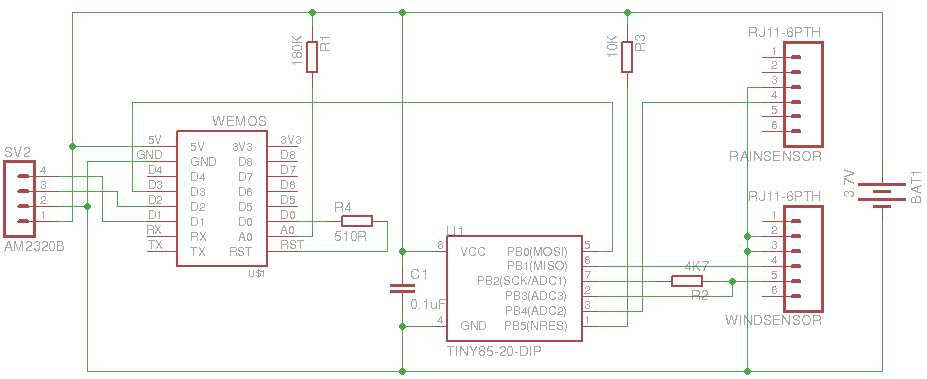 RJ11-6PTH
1
2
3
4
5
6
RAINSENSOR
180K
R1
10K
R3
WEMOS
5V
GND
D4
D3
D2
D1
RX
TX
5V
GND
D4
D3
D2
D1
RX
TX
3V3
D8
D7
D6
D5
D0
A0
RST
3V3
D8
D7
D6
D5
D0
A0
RST
U$1
SV2
4
3
2
1
AM2320B
R4
510R
C1
0.1uF
U1
8
VCC
4
GND
PB0(MOSI)
5
PB1(MISO)
6
PB2(SCK/ADC1)
7
PB3(ADC3)
2
PB4(ADC2)
3
PB5(NRES)
1
TINY85-20-DIP
4K7
R2
RJ11-6PTH
1
2
3
4
5
6
WINDSENSOR
3.7V
BAT1